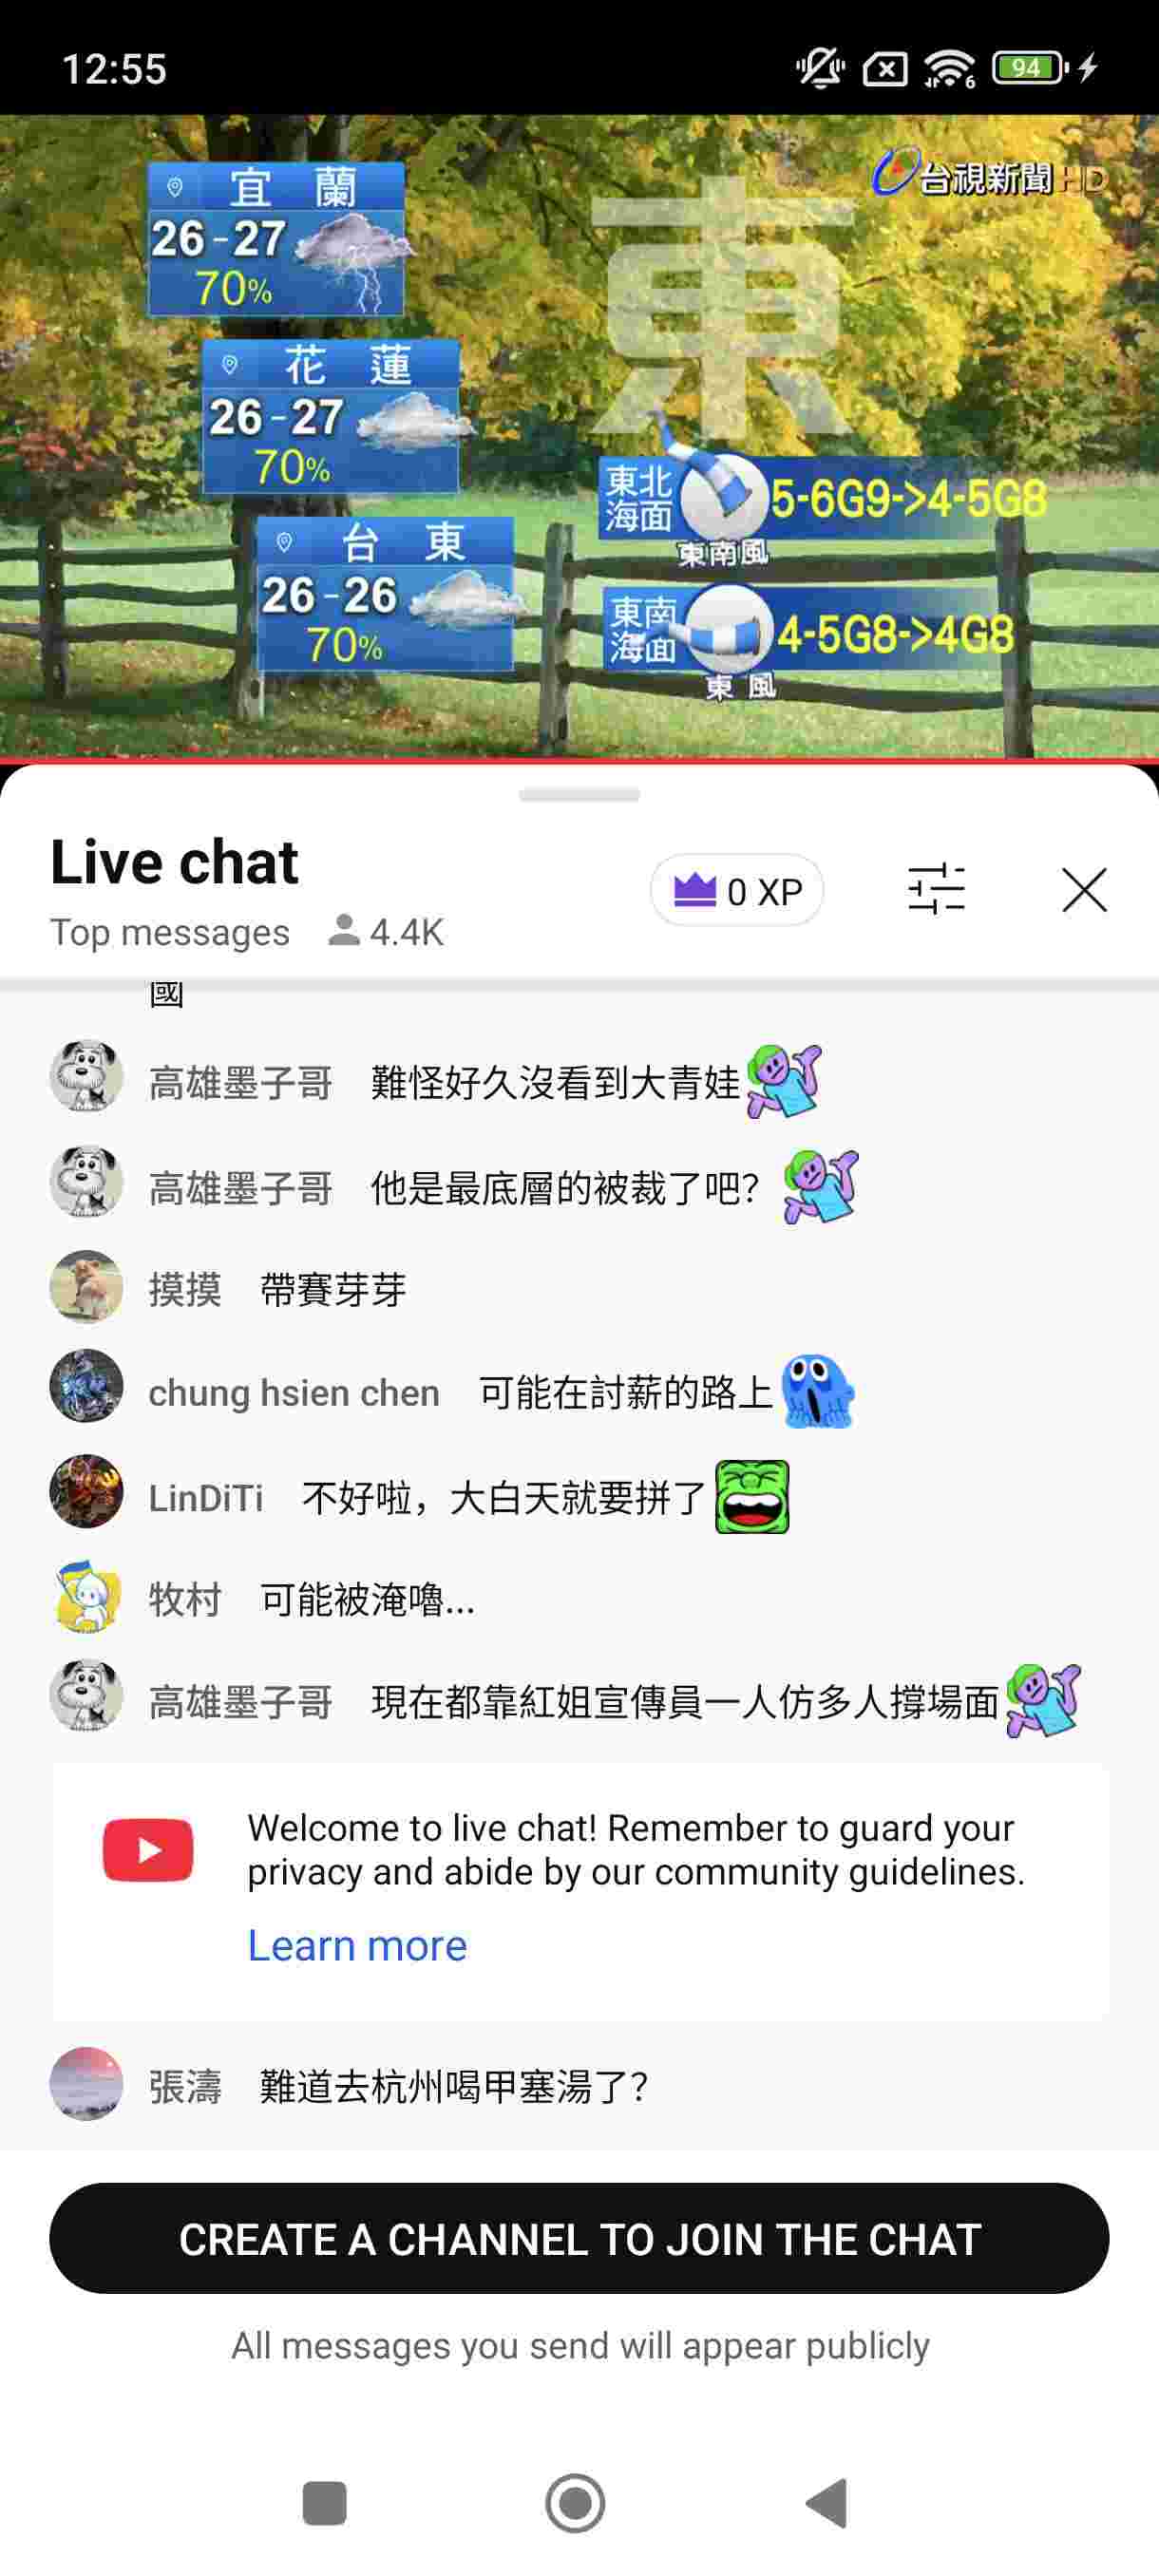 12:55
94
台視新聞HD
宜 蘭
26-27
70%
花 蓮
26-27
70%
台 東
26-26
70%
東
東北
海面
5-6G9->4-5G8
東南風
東南
海面
4-5G8->4G8
東 風
Live chat
Top messages 4.4K
0 XP
國
高雄墨子哥 難怪好久沒看到大青娃
高雄墨子哥 他是最底層的被裁了吧?
摸摸 帶賽芽芽
chung hsien chen 可能在討薪的路上
LinDiTi 不好啦，大白天就要拼了
牧村 可能被淹嚕...
高雄墨子哥 現在都靠紅姐宣傳員一人仿多人撐場面
Welcome to live chat! Remember to guard your
privacy and abide by our community guidelines.
Learn more
張濤 難道去杭州喝甲塞湯了?
CREATE A CHANNEL TO JOIN THE CHAT
All messages you send will appear publicly